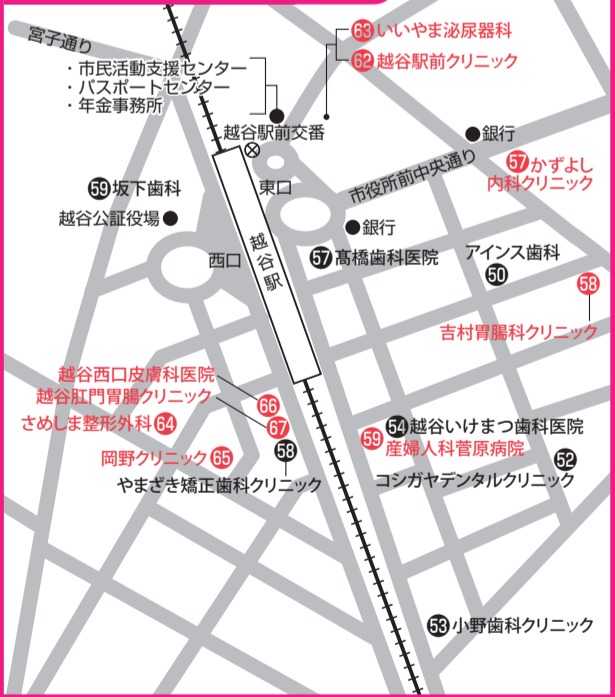 宮子通り
63 いいやま泌尿器科
62 越谷駅前クリニック
・市民活動支援センター
・パスポートセンター
・年金事務所
越谷駅前交番
銀行
市役所前中央通り
57 かずよし
内科クリニック
59 坂下歯科
越谷公証役場
東口
西口
越谷駅
銀行
57 髙橋歯科医院
アインス歯科
50
58
吉村胃腸科クリニック
越谷西口皮膚科医院
66
越谷肛門胃腸クリニック
67
さめしま整形外科 64
岡野クリニック 65
58
やまざき矯正歯科クリニック
54 越谷いけまつ歯科医院
59 産婦人科菅原病院
52
コシガヤデンタルクリニック
53 小野歯科クリニック